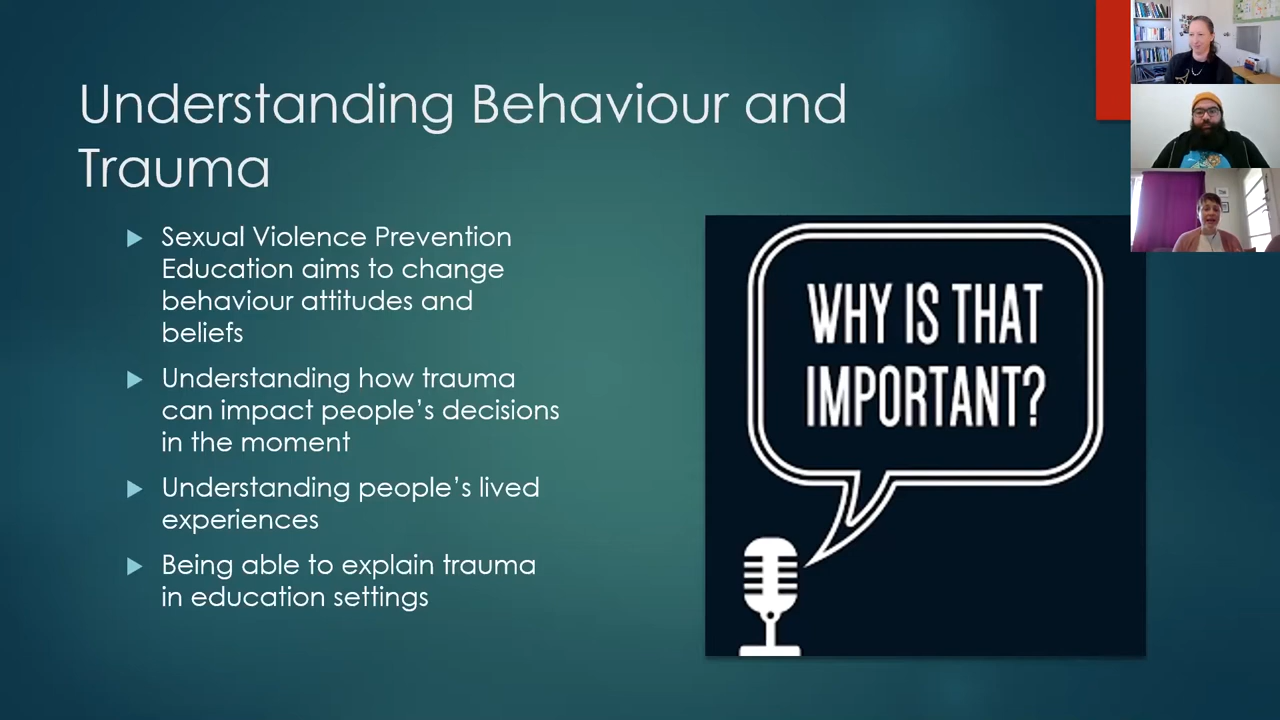 Understanding Behaviour and
Trauma
Sexual Violence Prevention
Education aims to change
behaviour attitudes and
beliefs
Understanding how trauma
can impact people's decisions
in the moment
Understanding people's lived
experiences
Being able to explain trauma
in education settings
WHY IS THAT
IMPORTANT?